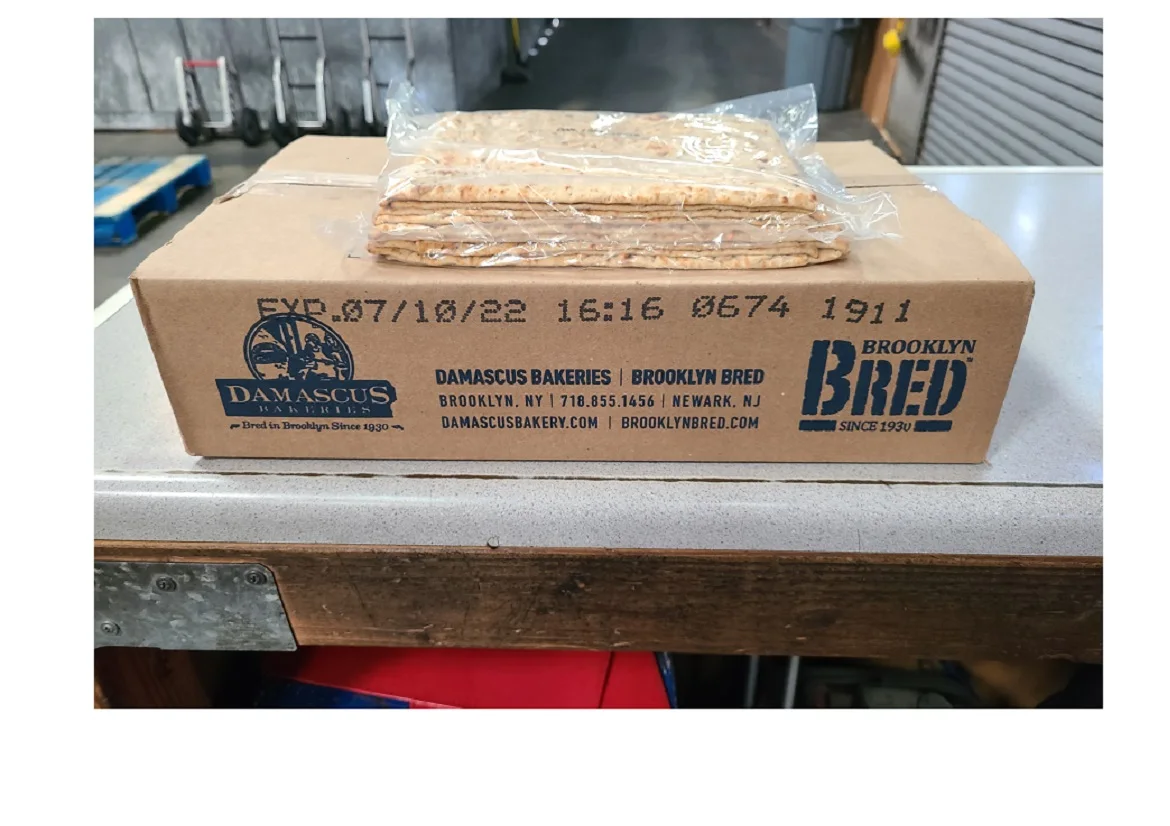 EXP.07/10/22 16:16 0674 1911
DAMASCUS
BAKERIES
Bred in Brooklyn Since 1930
DAMASCUS BAKERIES | BROOKLYN BRED
BROOKLYN, NY | 718.855.1456 | NEWARK, NJ
DAMASCUSBAKERY.COM | BROOKLYNBRED.COM
BROOKLYN
BRED™
SINCE 1930